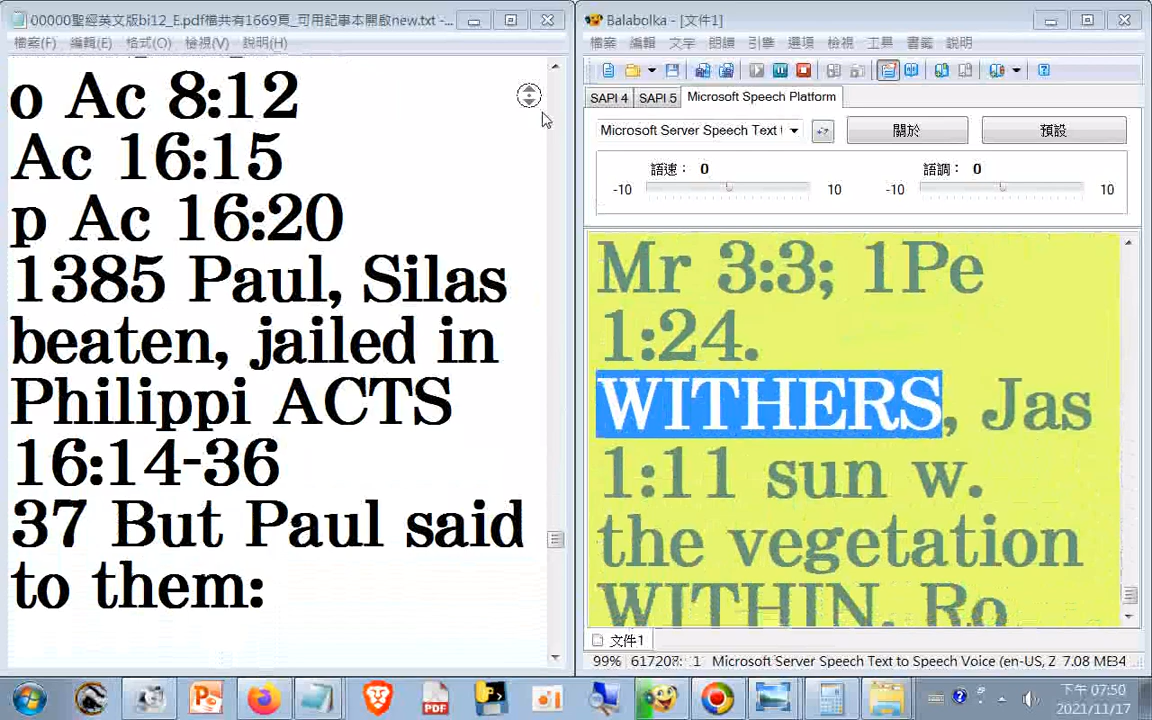 00000聖經英文版bi12_E.pdf檔共有1669頁_可用記事本開啟new.txt -...
檔案(F) 編輯(E) 格式(O) 檢視(V) 說明(H)
o Ac 8:12
Ac 16:15
p Ac 16:20
1385 Paul, Silas
beaten, jailed in
Philippi ACTS
16:14-36
37 But Paul said
to them:
Balabolka - [文件1]
檔案 編輯 文字 朗讀 引擎 選項 檢視 工具 書籤 說明
SAPI 4 SAPI 5 Microsoft Speech Platform
Microsoft Server Speech Text 關於 預設
語速： 0 語調： 0
-10 10 -10 10
Mr 3:3; 1Pe
1:24.
WITHERS, Jas
1:11 sun w.
the vegetation
WITHIN, Ro
文件1
99% 617207: 1 Microsoft Server Speech Text to Speech Voice (en-US, Z 7.08 ME34
PDF
下午 07:50
2021/11/17